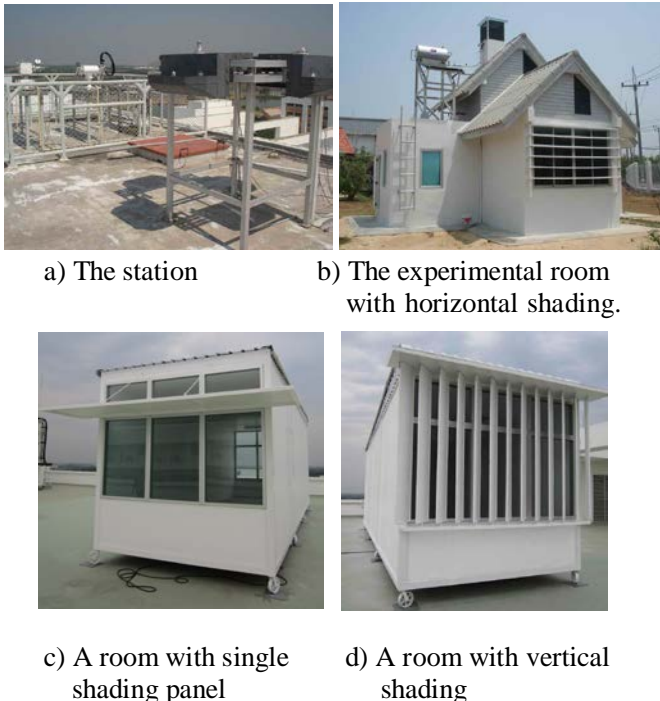 a) The station
b) The experimental room
with horizontal shading.
c) A room with single
shading panel
d) A room with vertical
shading